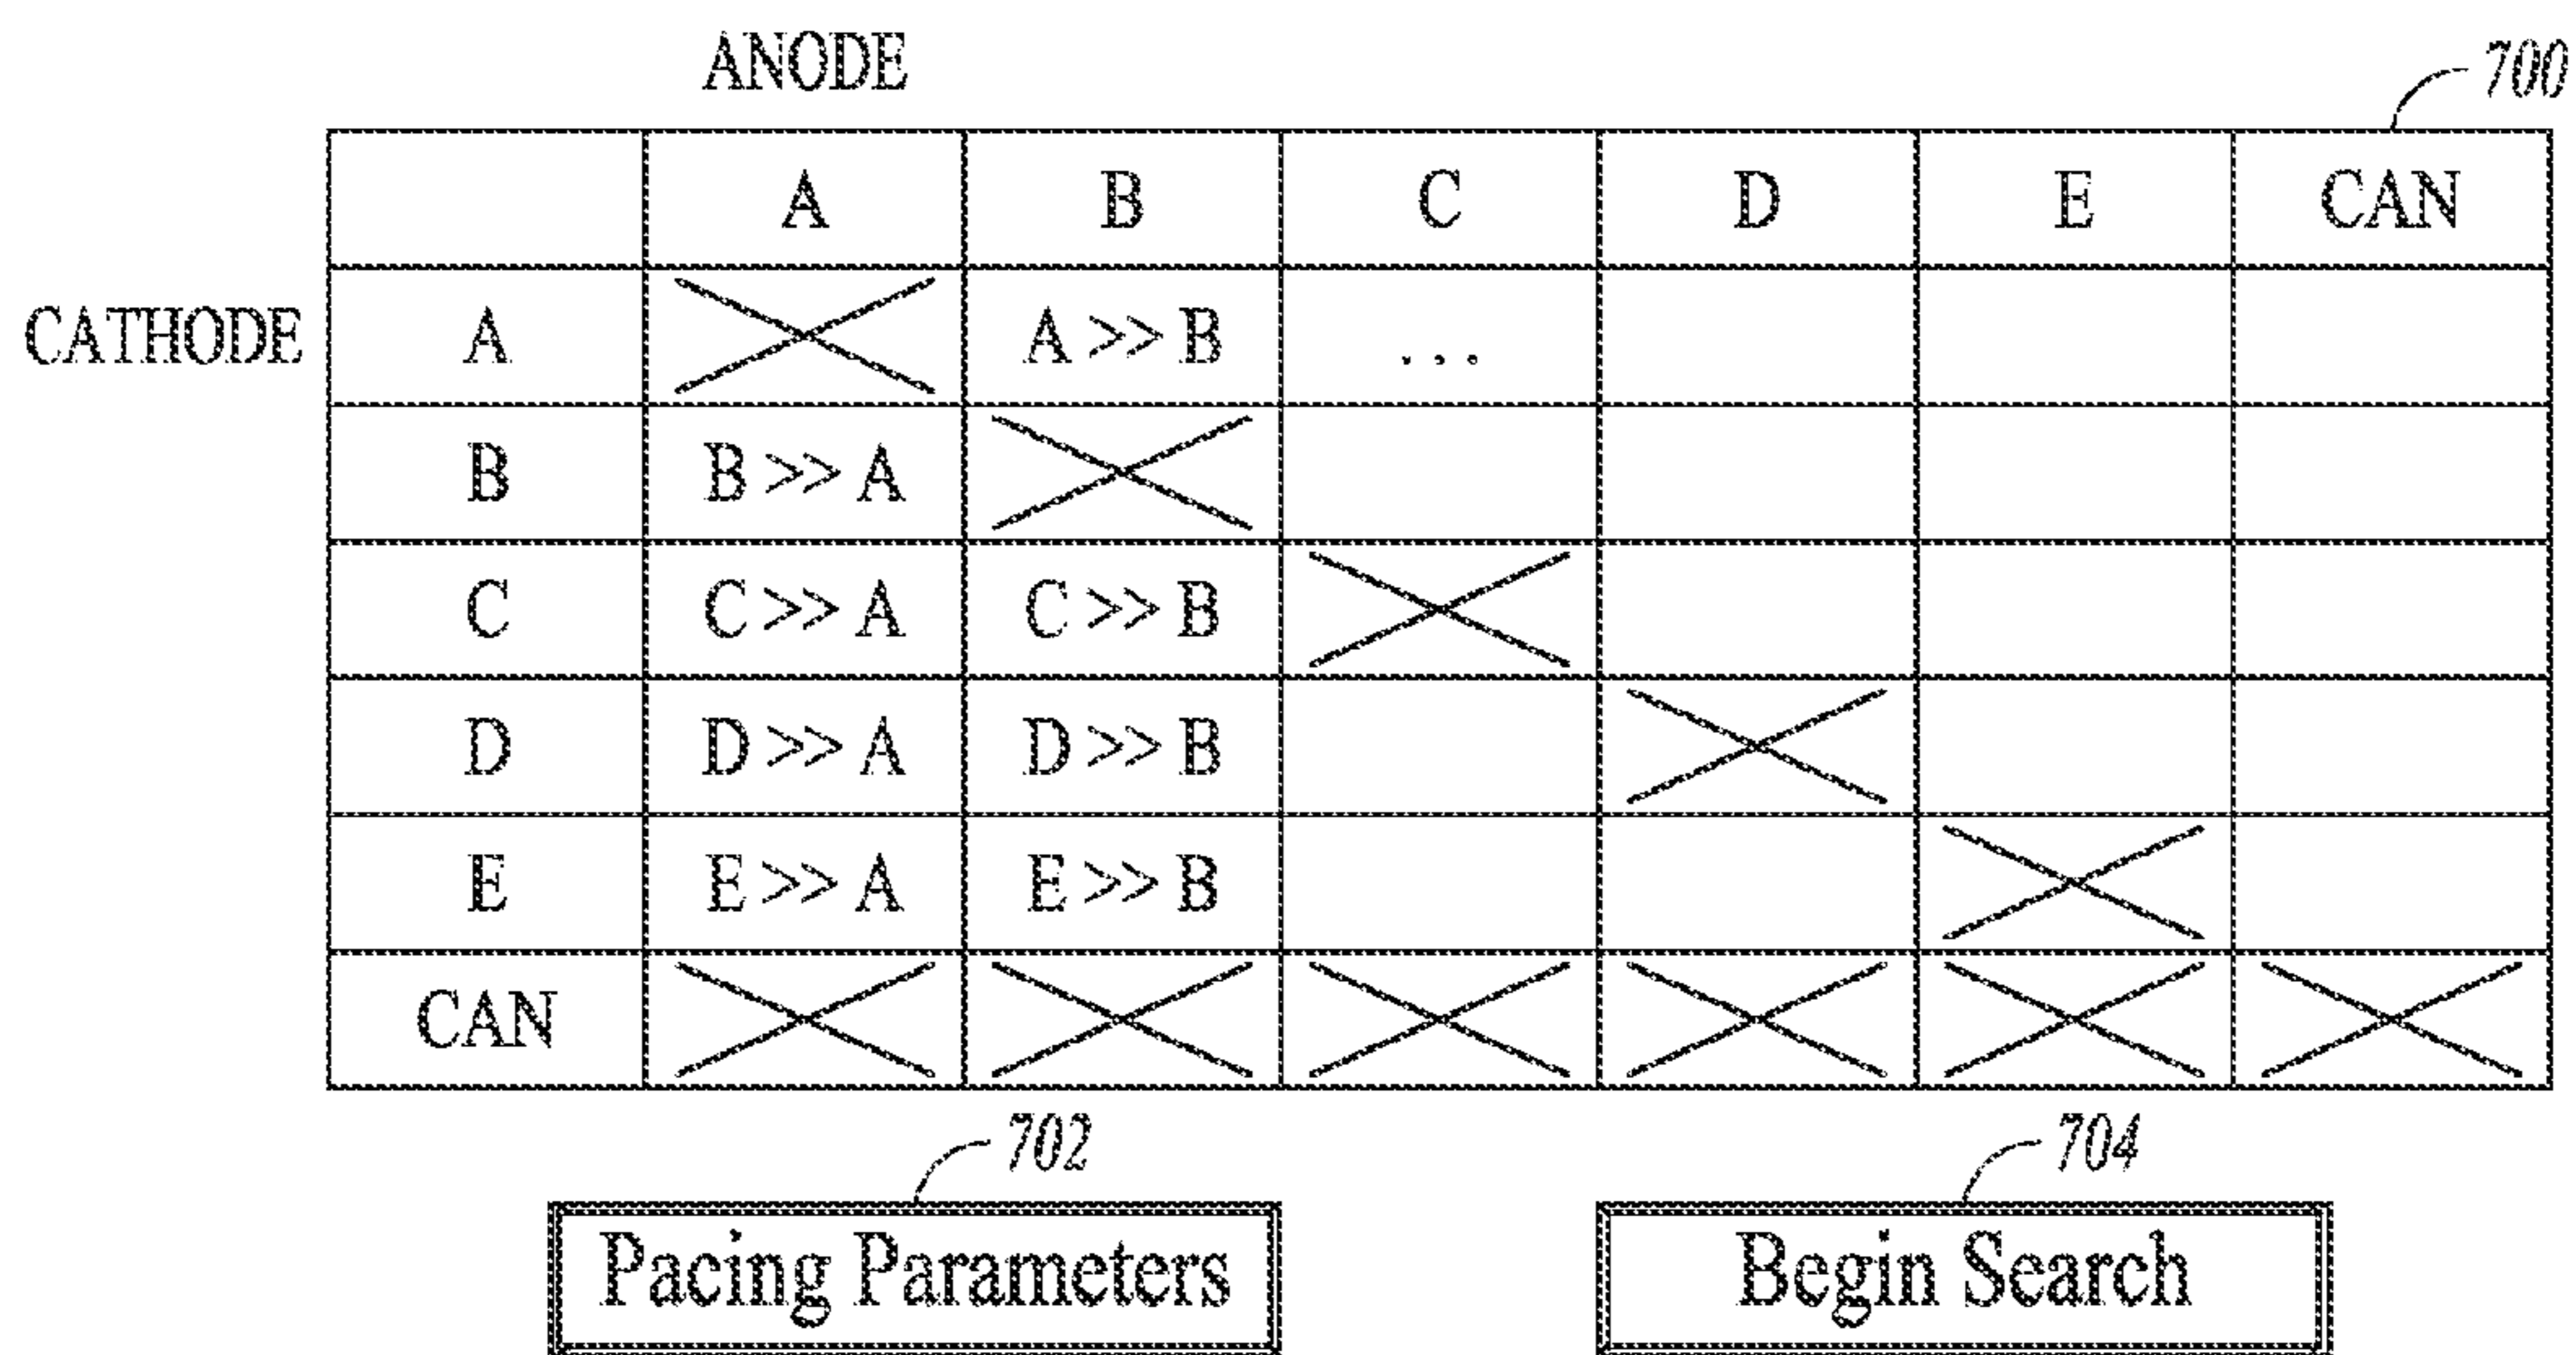 ANODE
700
A B C D E CAN
CATHODE A A >> B ...
B B >> A
C C >> A C >> B
D D >> A D >> B
E E >> A E >> B
CAN
702 704
Pacing Parameters Begin Search